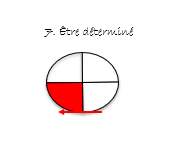 7. Être déterminé